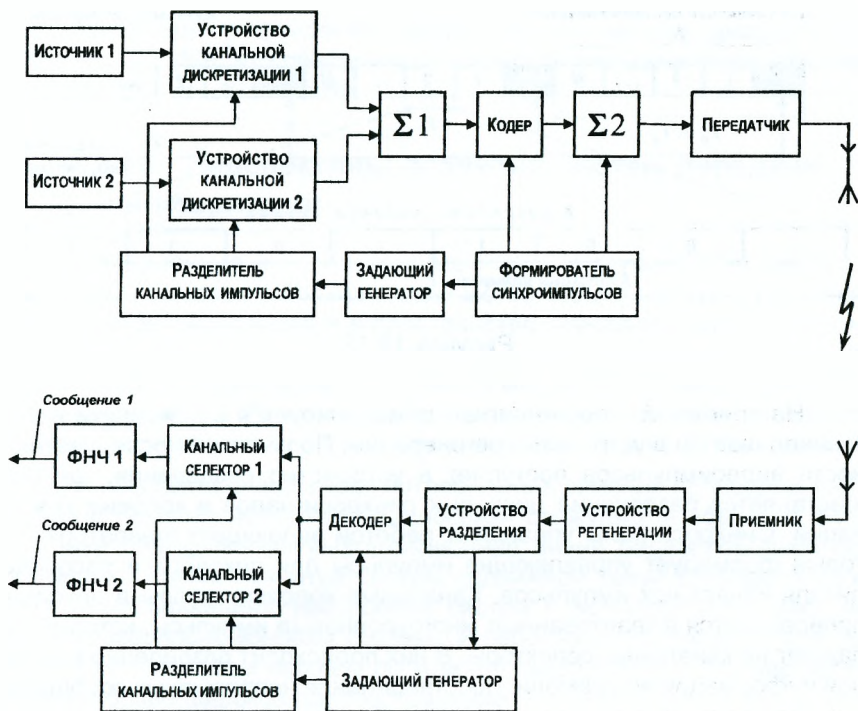 Источник 1
Устройство
канальной
дискретизации 1
Источник 2
Устройство
канальной
дискретизации 2
Σ1
Кодер
Σ2
Передатчик
Разделитель
канальных импульсов
Задающий
генератор
Формирователь
синхроимпульсов
Сообщение 1
ФНЧ 1
Канальный
селектор 1
Сообщение 2
ФНЧ 2
Канальный
селектор 2
Декодер
Устройство
разделения
Устройство
регенерации
Приемник
Разделитель
канальных импульсов
Задающий генератор